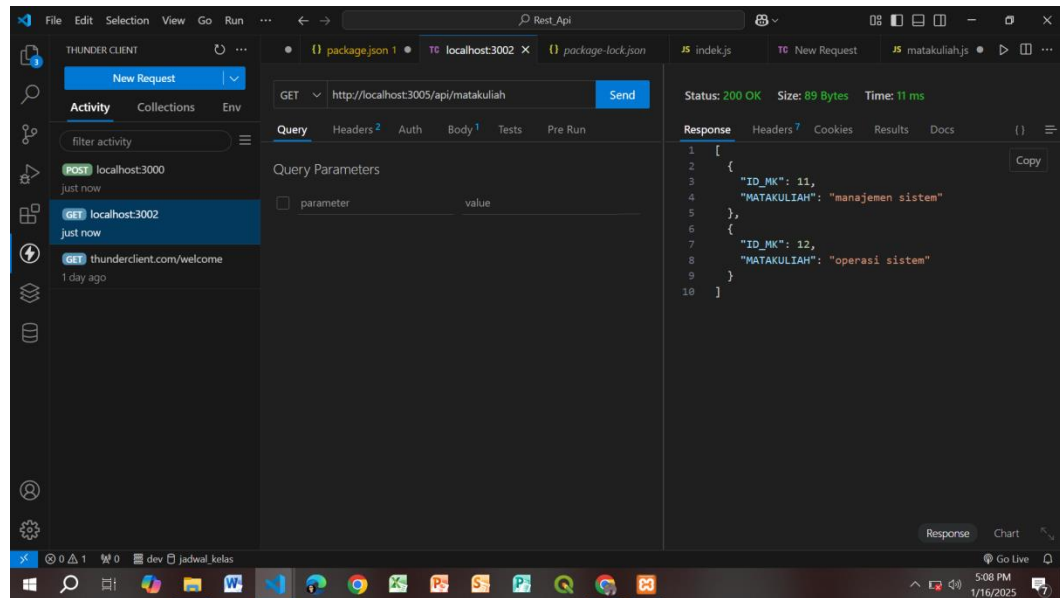 File Edit Selection View Go Run ··· Rest_Api
THUNDER CLIENT
New Request
Activity Collections Env
filter activity
POST localhost:3000
just now
GET localhost:3002
just now
GET thunderclient.com/welcome
1 day ago
{} package.json 1 TC localhost:3002 {} package-lock.json JS indek.js TC New Request JS matakuliah.js
GET http://localhost:3005/api/matakuliah Send
Query Headers 2 Auth Body 1 Tests Pre Run
Query Parameters
parameter value
Status: 200 OK Size: 89 Bytes Time: 11 ms
Response Headers 7 Cookies Results Docs {}
Copy
1 [
2 {
3 "ID_MK": 11,
4 "MATAKULIAH": "manajemen sistem"
5 },
6 {
7 "ID_MK": 12,
8 "MATAKULIAH": "operasi sistem"
9 }
10 ]
Response Chart
0 1 0 dev jadwal_kelas Go Live
5:08 PM
1/16/2025
7